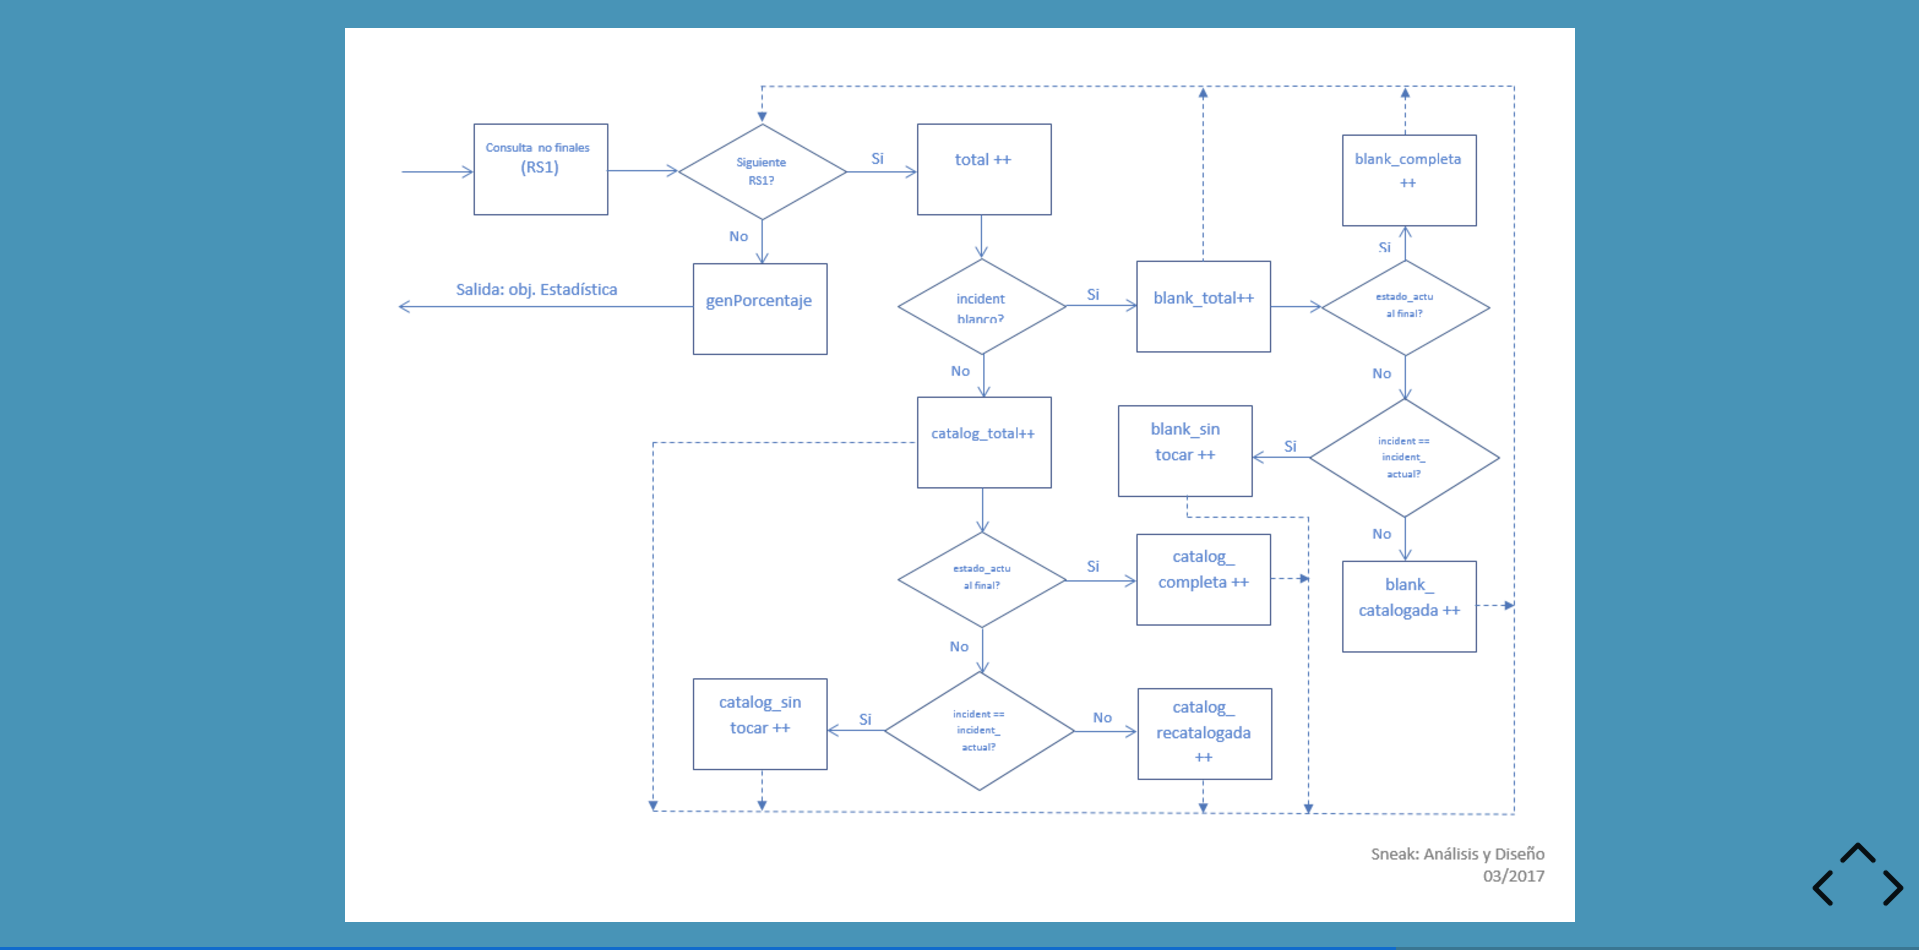 Consulta no finales
(RS1)
Siguiente
RS1?
Si
total ++
No
genPorcentaje
Salida: obj. Estadística
incident
blanco?
Si
blank_total++
estado_actu
al final?
Si
blank_completa
++
No
incident ==
incident_
actual?
Si
blank_sin
tocar ++
No
blank_
catalogada ++
No
catalog_total++
estado_actu
al final?
Si
catalog_
completa ++
No
incident ==
incident_
actual?
Si
catalog_sin
tocar ++
No
catalog_
recatalogada
++
Sneak: Análisis y Diseño
03/2017